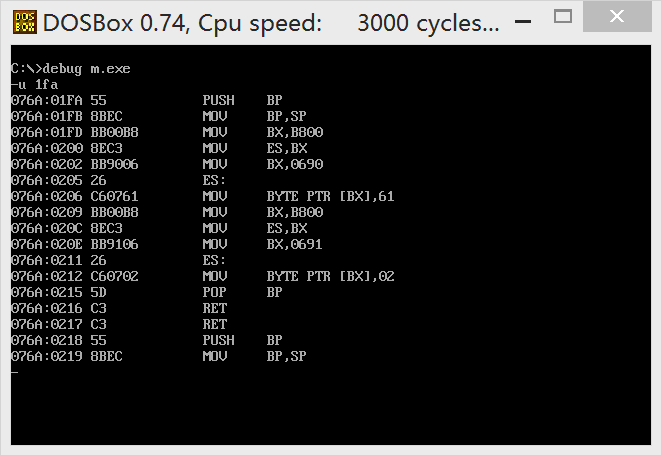 DOS BOX DOSBox 0.74, Cpu speed: 3000 cycles...
C:\>debug m.exe
-u 1fa
076A:01FA 55 PUSH BP
076A:01FB 8BEC MOV BP,SP
076A:01FD BB00B8 MOV BX,B800
076A:0200 8EC3 MOV ES,BX
076A:0202 BB9006 MOV BX,0690
076A:0205 26 ES:
076A:0206 C60761 MOV BYTE PTR [BX],61
076A:0209 BB00B8 MOV BX,B800
076A:020C 8EC3 MOV ES,BX
076A:020E BB9106 MOV BX,0691
076A:0211 26 ES:
076A:0212 C60702 MOV BYTE PTR [BX],02
076A:0215 5D POP BP
076A:0216 C3 RET
076A:0217 C3 RET
076A:0218 55 PUSH BP
076A:0219 8BEC MOV BP,SP
-